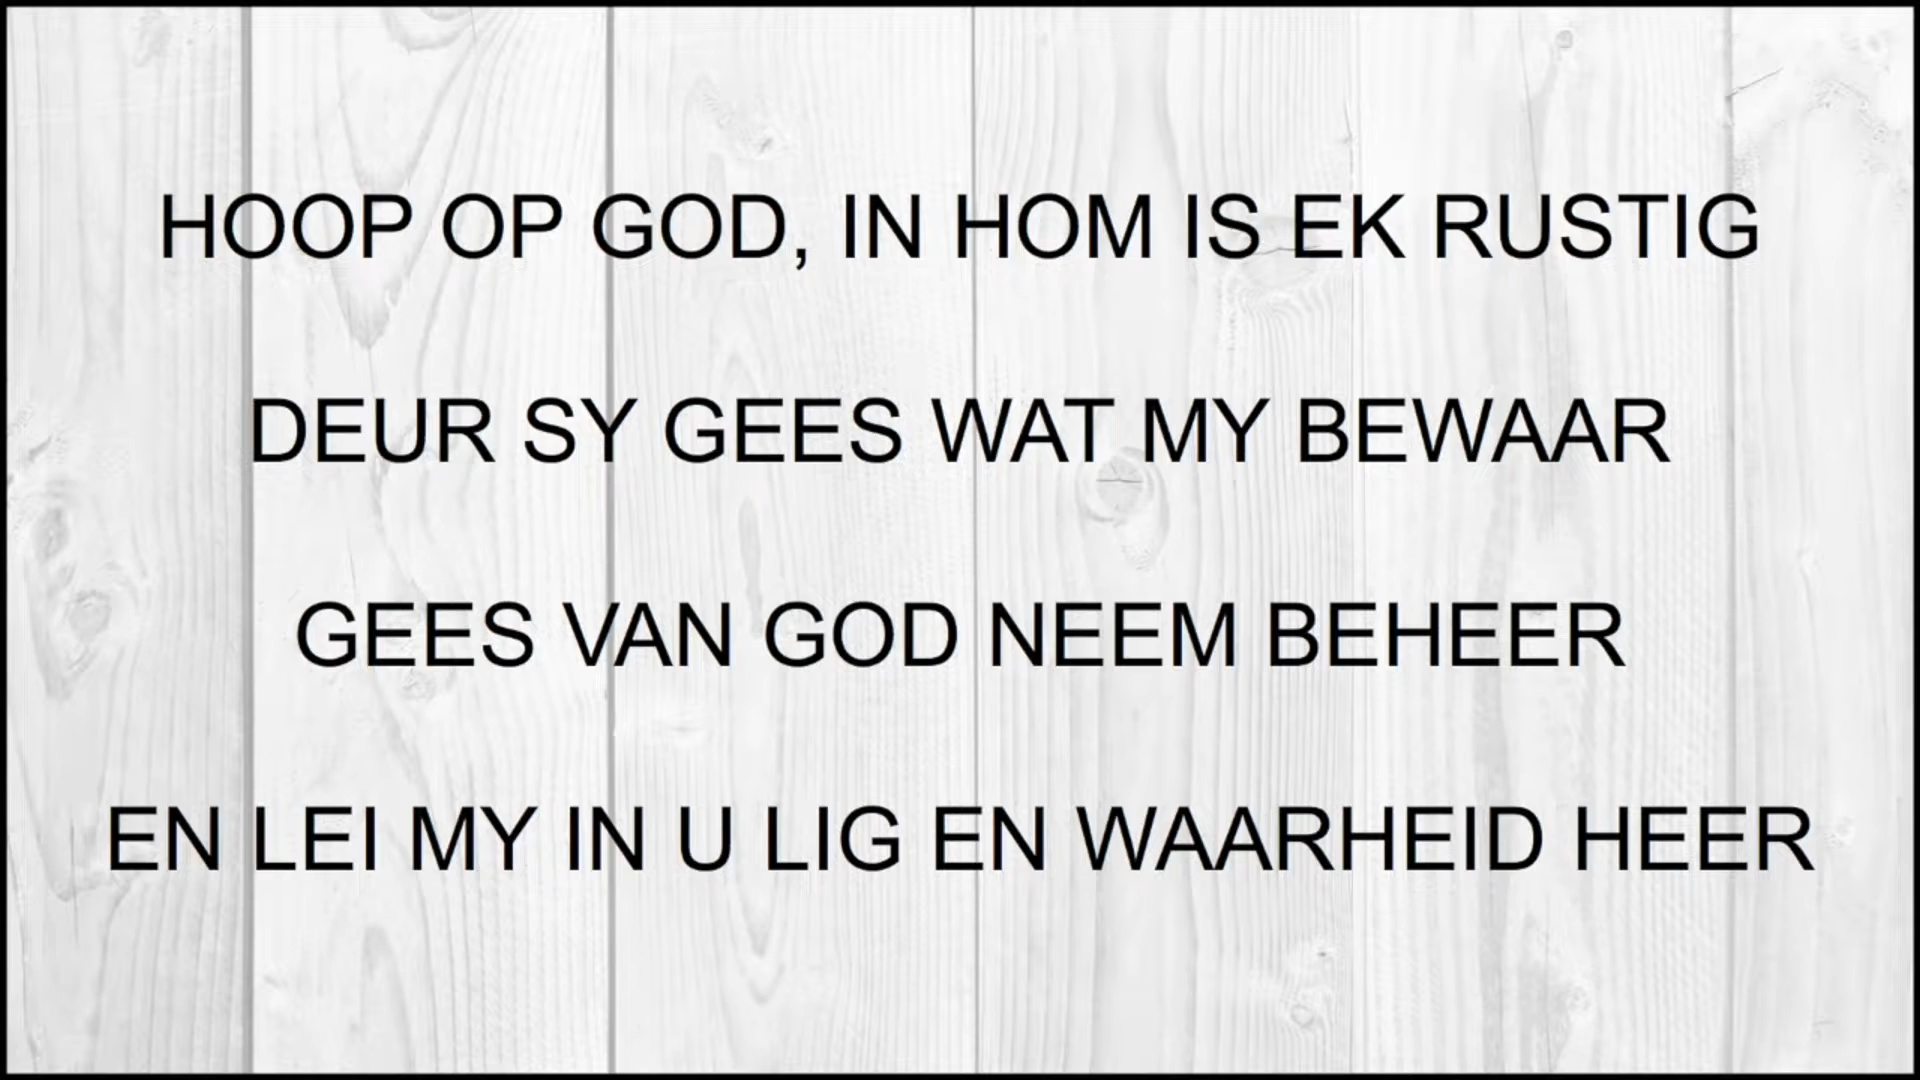 HOOP OP GOD, IN HOM IS EK RUSTIG
DEUR SY GEES WAT MY BEWAAR
GEES VAN GOD NEEM BEHEER
EN LEI MY IN U LIG EN WAARHEID HEER